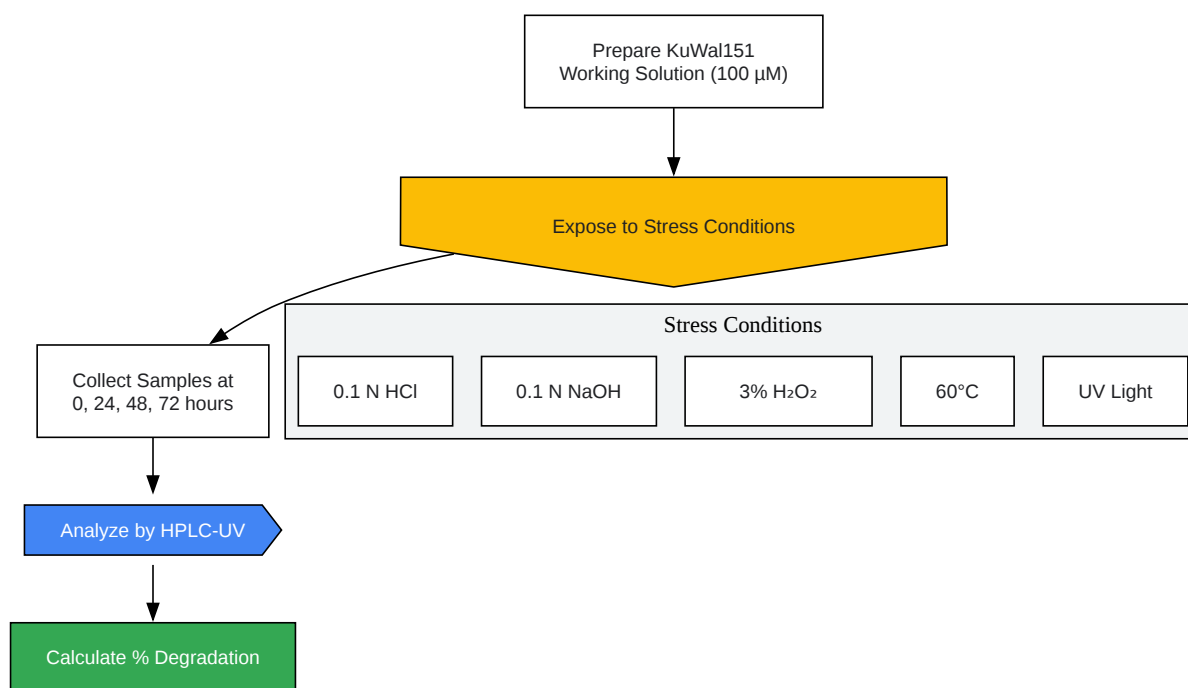 Prepare KuWal151
Working Solution (100 µM)
Expose to Stress Conditions
Stress Conditions
0.1 N HCl
0.1 N NaOH
3% H₂O₂
60°C
UV Light
Collect Samples at
0, 24, 48, 72 hours
Analyze by HPLC-UV
Calculate % Degradation